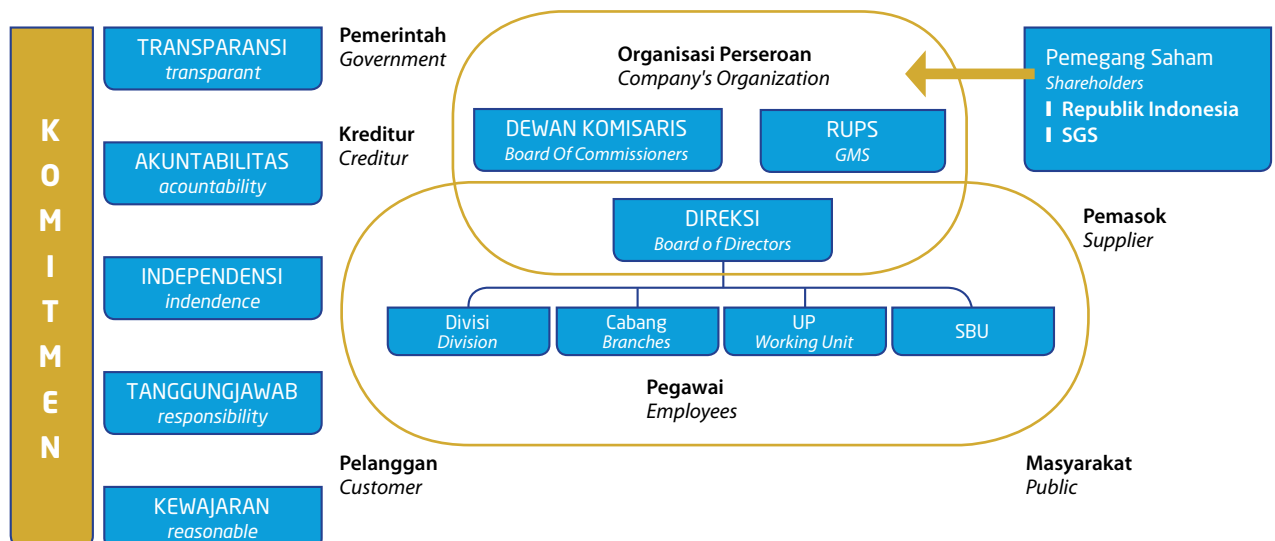 KOMITMEN
TRANSPARANSI
transparant
AKUNTABILITAS
acountability
INDEPENDENSI
indendence
TANGGUNGJAWAB
responsibility
KEWAJARAN
reasonable
Pemerintah
Government
Kreditur
Creditur
Organisasi Perseroan
Company's Organization
DEWAN KOMISARIS
Board Of Commissioners
RUPS
GMS
Pemegang Saham
Shareholders
Republik Indonesia
SGS
DIREKSI
Board o f Directors
Pemasok
Supplier
Divisi
Division
Cabang
Branches
UP
Working Unit
SBU
Pegawai
Employees
Pelanggan
Customer
Masyarakat
Public